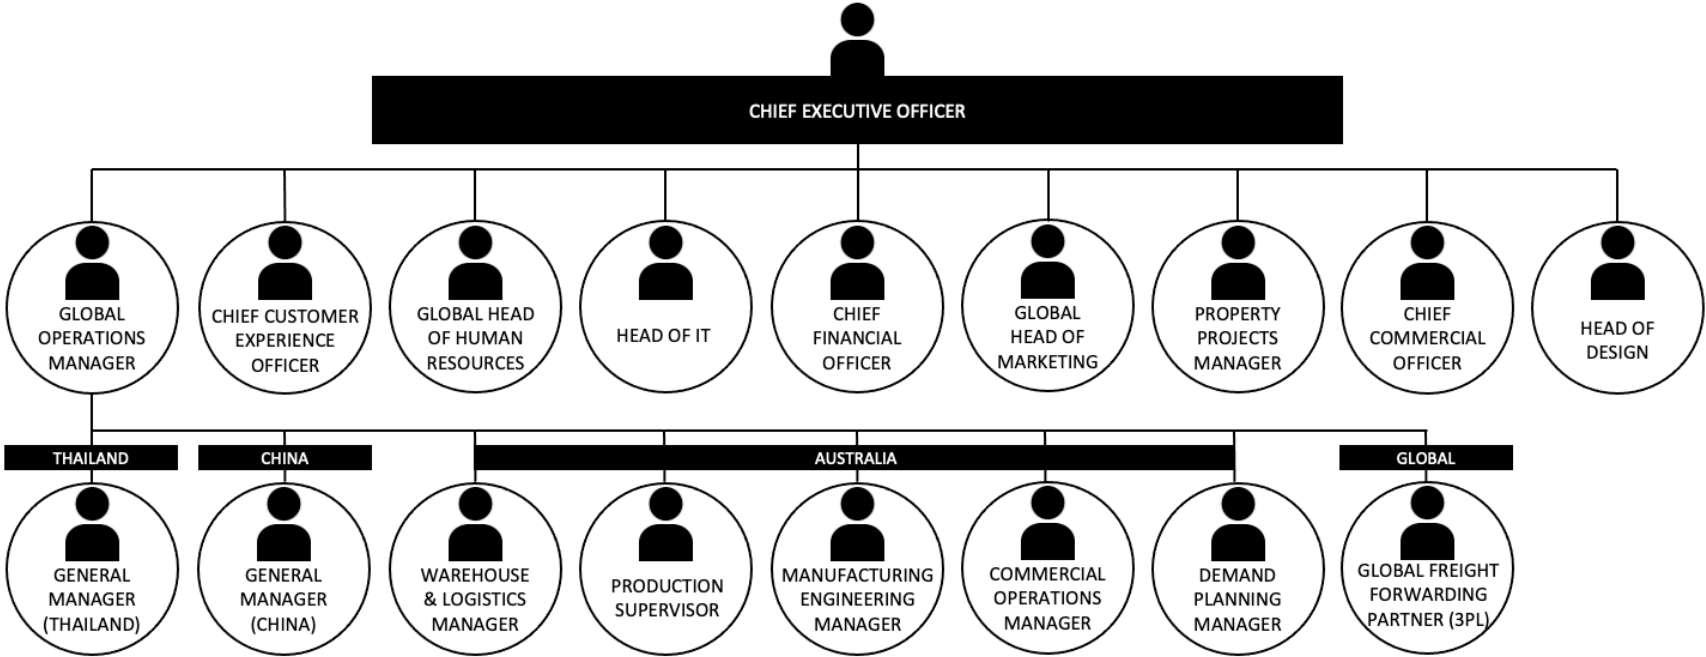 CHIEF EXECUTIVE OFFICER
GLOBAL
OPERATIONS
MANAGER
CHIEF CUSTOMER
EXPERIENCE
OFFICER
GLOBAL HEAD
OF HUMAN
RESOURCES
HEAD OF IT
CHIEF
FINANCIAL
OFFICER
GLOBAL
HEAD OF
MARKETING
PROPERTY
PROJECTS
MANAGER
CHIEF
COMMERCIAL
OFFICER
HEAD OF
DESIGN
THAILAND
CHINA
AUSTRALIA
GLOBAL
GENERAL
MANAGER
(THAILAND)
GENERAL
MANAGER
(CHINA)
WAREHOUSE
& LOGISTICS
MANAGER
PRODUCTION
SUPERVISOR
MANUFACTURING
ENGINEERING
MANAGER
COMMERCIAL
OPERATIONS
MANAGER
DEMAND
PLANNING
MANAGER
GLOBAL FREIGHT
FORWARDING
PARTNER (3PL)